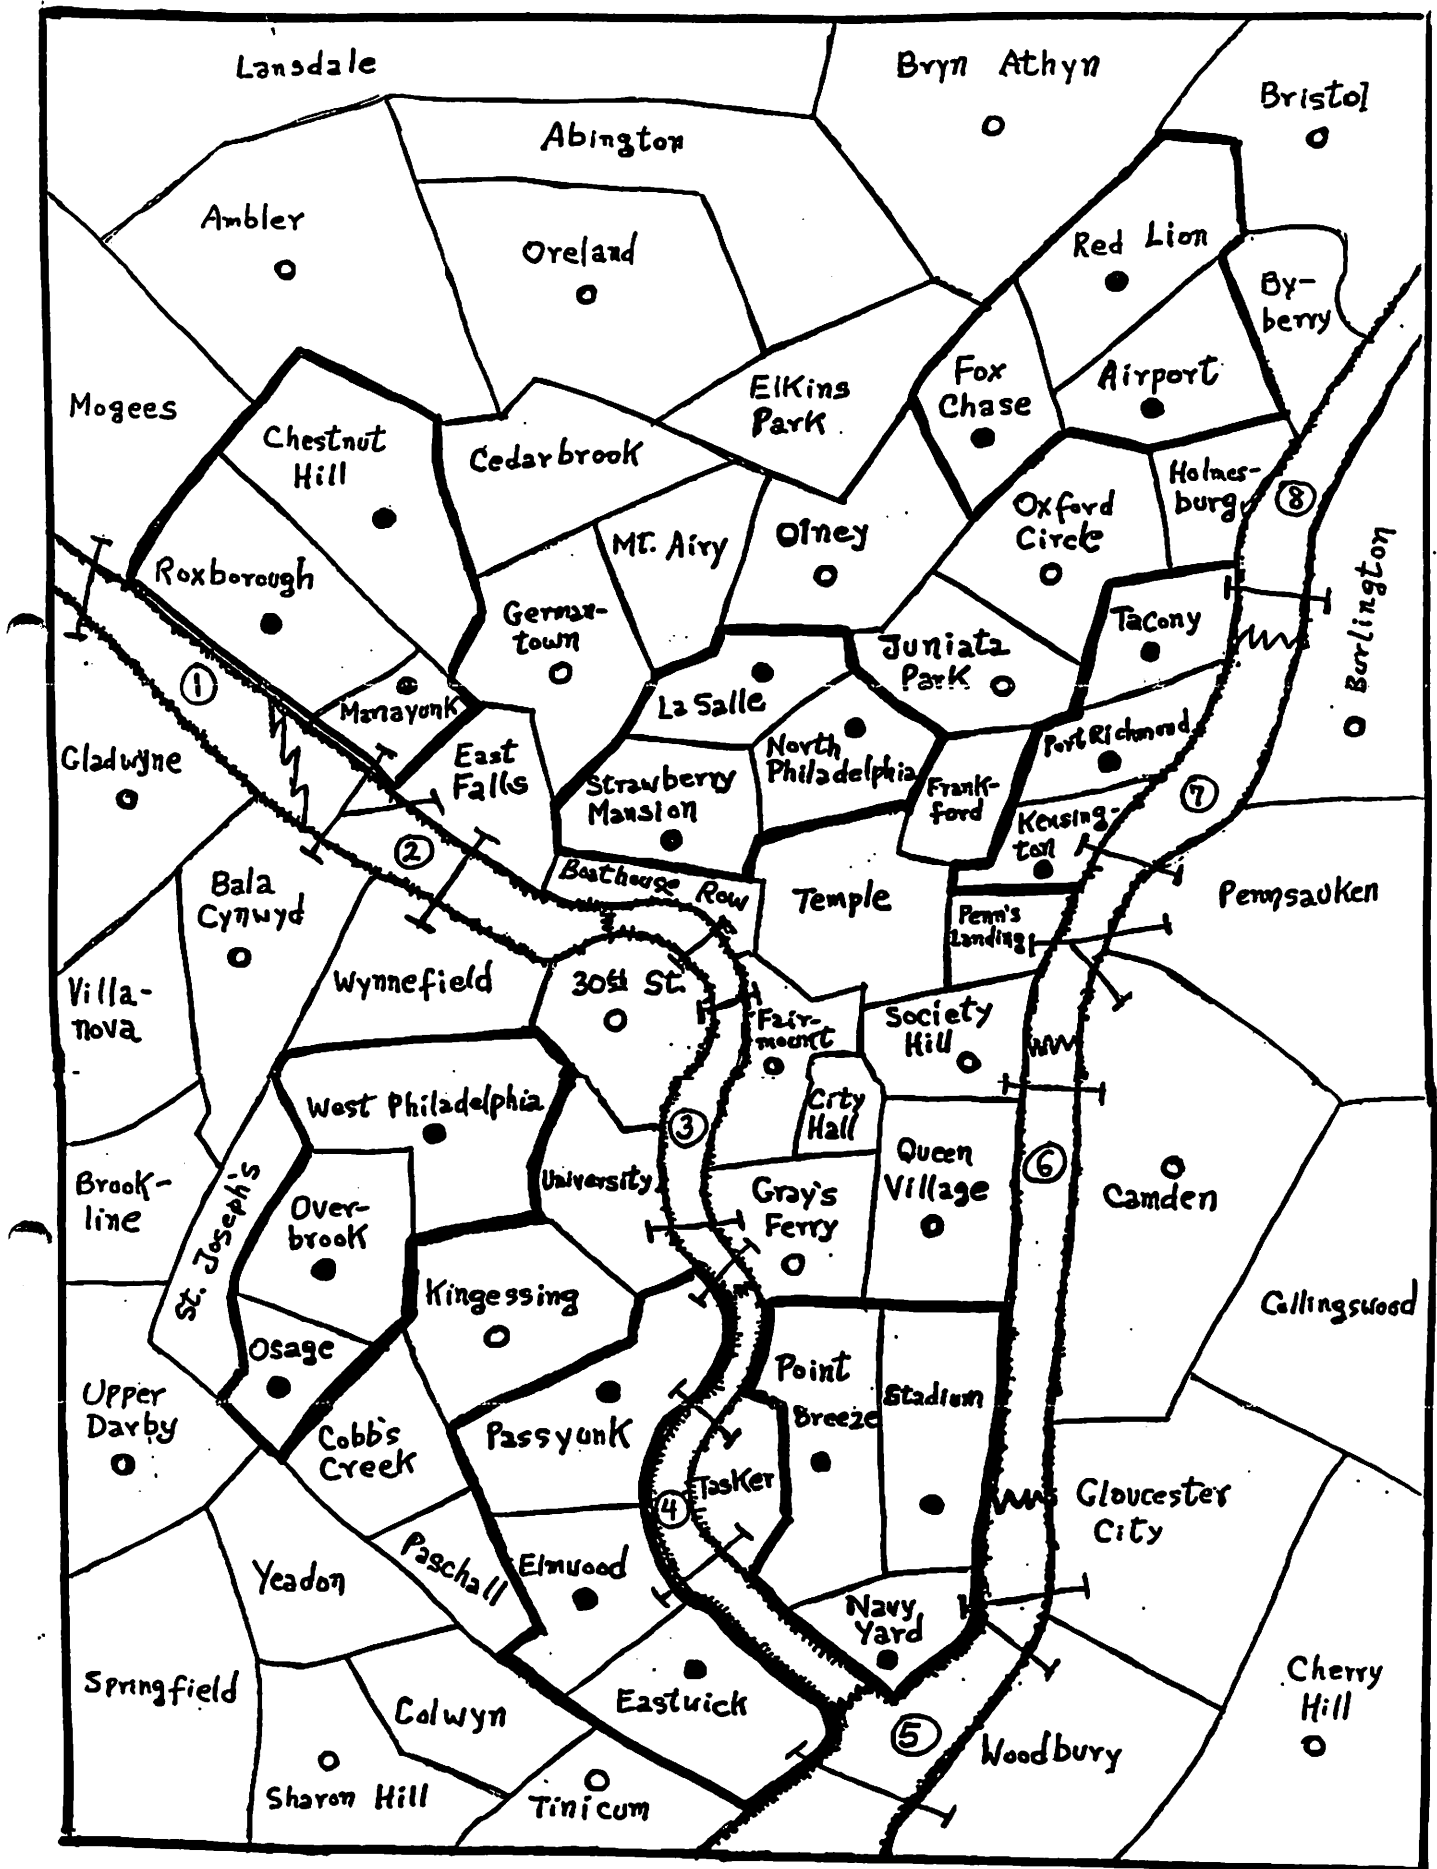 Lansdale
Bryn Athyn
Bristol
Abington
Ambler
Oreland
Red Lion
By-
berry
Mogees
Elkins
Park
Fox
Chase
Airport
Chestnut
Hill
Cedarbrook
Holmes-
burg
8
Oxford
Circle
Olney
Mt. Airy
Roxborough
German-
town
Tacony
Burlington
Juniata
Park
1
Manayunk
La Salle
Gladwyne
East
Falls
North
Philadelphia
Port Richmond
Strawberry
Mansion
Frank-
ford
7
Kensing-
ton
2
Boathouse Row
Bala
Cynwyd
Temple
Penn's
Landing
Pennsauken
Villa-
nova
Wynnefield
30th St.
Fair-
mount
Society
Hill
West Philadelphia
City
Hall
3
Brook-
line
St. Joseph's
Over-
brook
University
Gray's
Ferry
Queen
Village
6
Camden
Kingessing
Collingswood
Osage
Upper
Darby
Cobb's
Creek
Passyunk
Point
Breeze
Stadium
Tasker
4
Gloucester
City
Yeadon
Paschall
Elmwood
Navy
Yard
Springfield
Colwyn
Eastwick
5
Woodbury
Cherry
Hill
Sharon Hill
Tinicum